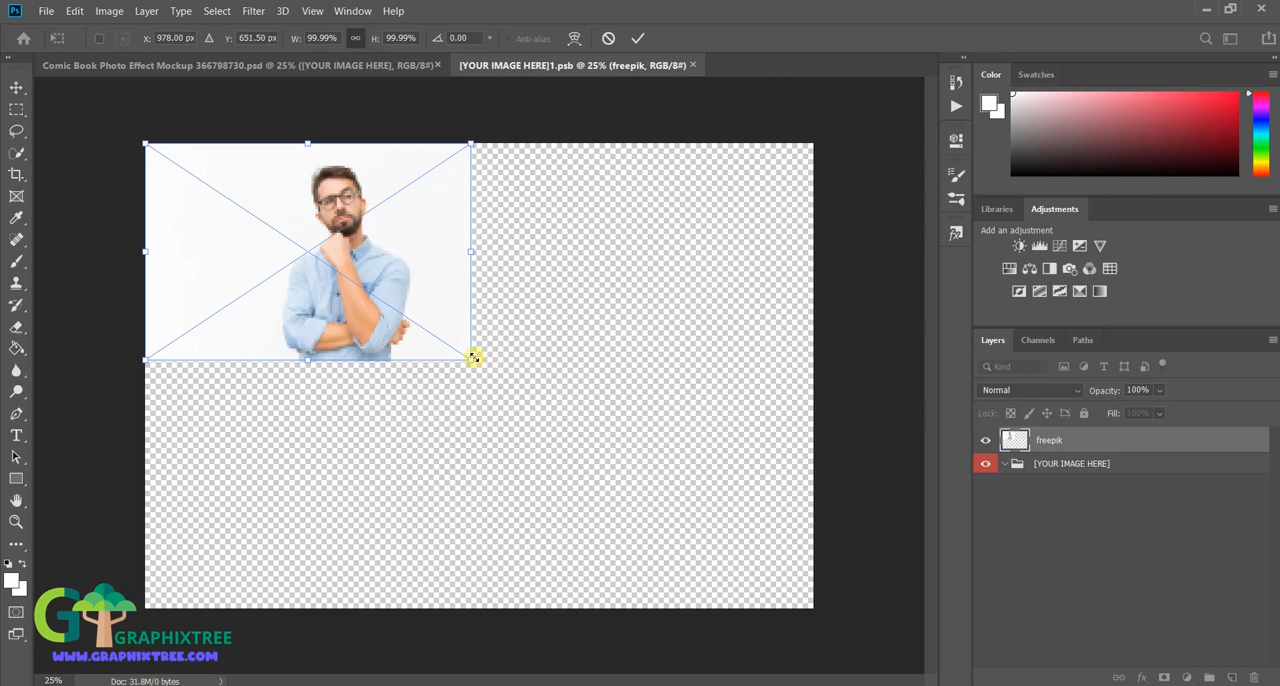 Ps File Edit Image Layer Type Select Filter 3D View Window Help
X: 978.00 px Y: 651.50 px W: 99.99% H: 99.99% 0.00 ° Anti-alias
Comic Book Photo Effect Mockup 366798730.psd @ 25% ([YOUR IMAGE HERE], RGB/8#) [YOUR IMAGE HERE]1.psb @ 25% (freepik, RGB/8#)
Color Swatches
Libraries Adjustments
Add an adjustment
Layers Channels Paths
Kind
Normal Opacity: 100%
Lock: Fill: 100%
freepik
[YOUR IMAGE HERE]
G GRAPHIXTREE
WWW.GRAPHIXTREE.COM
25% Doc: 31.8M/0 bytes